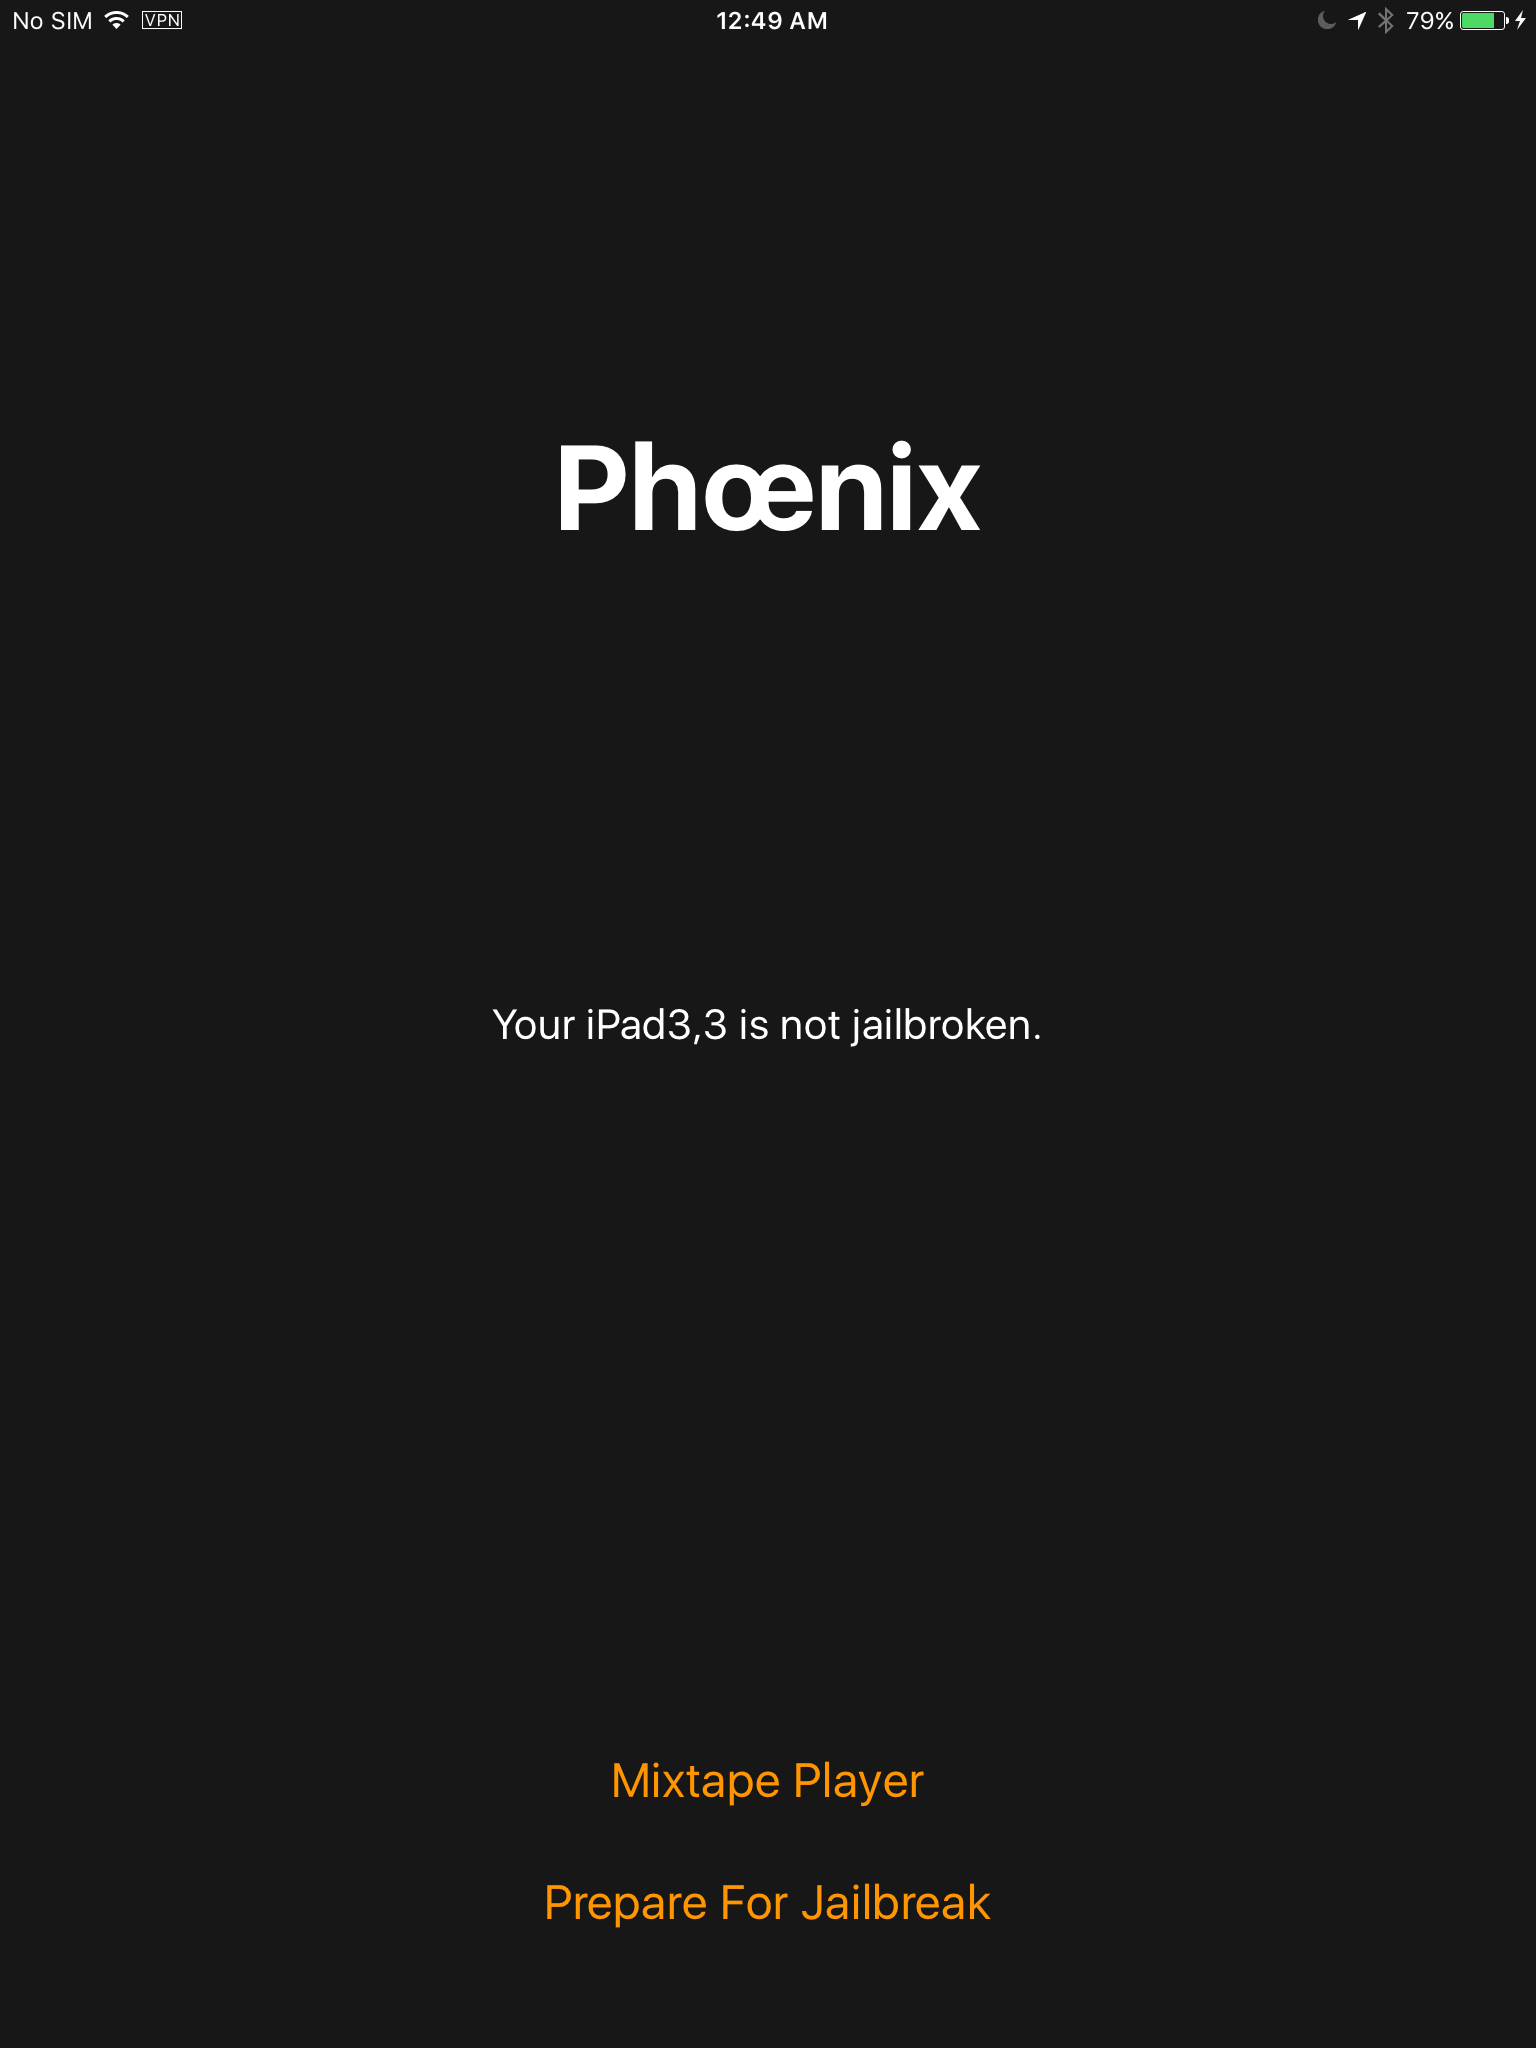 No SIM VPN 12:49 AM 79%
Phœnix
Your iPad3,3 is not jailbroken.
Mixtape Player
Prepare For Jailbreak